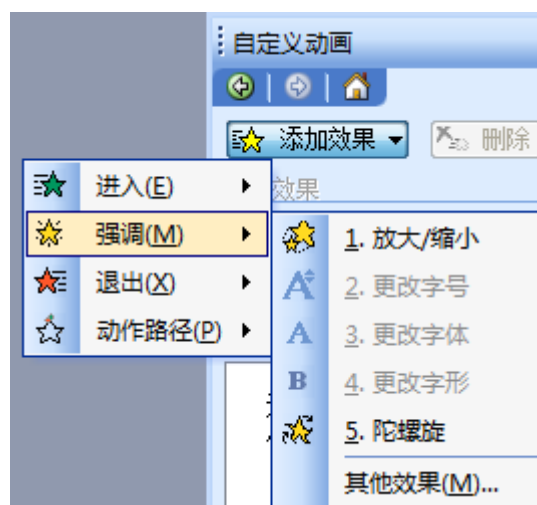 自定义动画
添加效果
删除
进入(E)
效果
强调(M)
退出(X)
动作路径(P)
1. 放大/缩小
2. 更改字号
3. 更改字体
4. 更改字形
5. 陀螺旋
其他效果(M)...